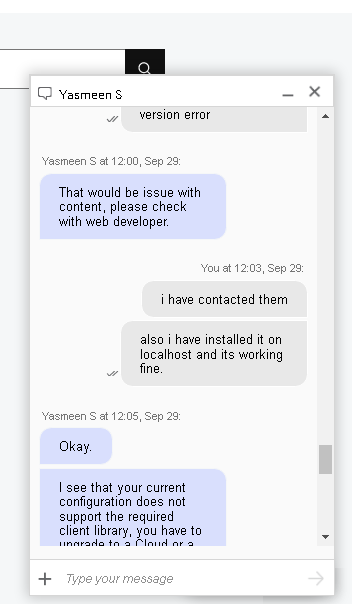 Yasmeen S
version error
Yasmeen S at 12:00, Sep 29:
That would be issue with
content, please check
with web developer.
You at 12:03, Sep 29:
i have contacted them
also i have installed it on
localhost and its working
fine.
Yasmeen S at 12:05, Sep 29:
Okay.
I see that your current
configuration does not
support the required
client library, you have to
upgrade to a Cloud or a
Type your message